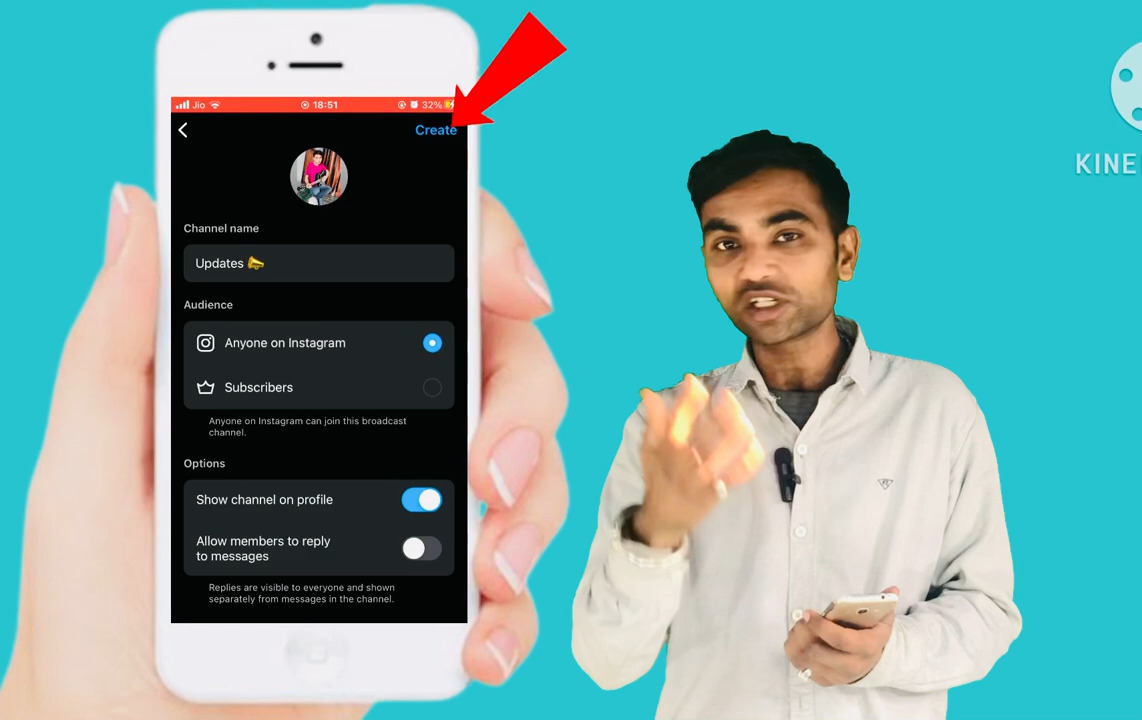 Jio
18:51
32%
Create
Channel name
Updates 📣
Audience
Anyone on Instagram
Subscribers
Anyone on Instagram can join this broadcast
channel.
Options
Show channel on profile
Allow members to reply
to messages
Replies are visible to everyone and shown
separately from messages in the channel.
KINE